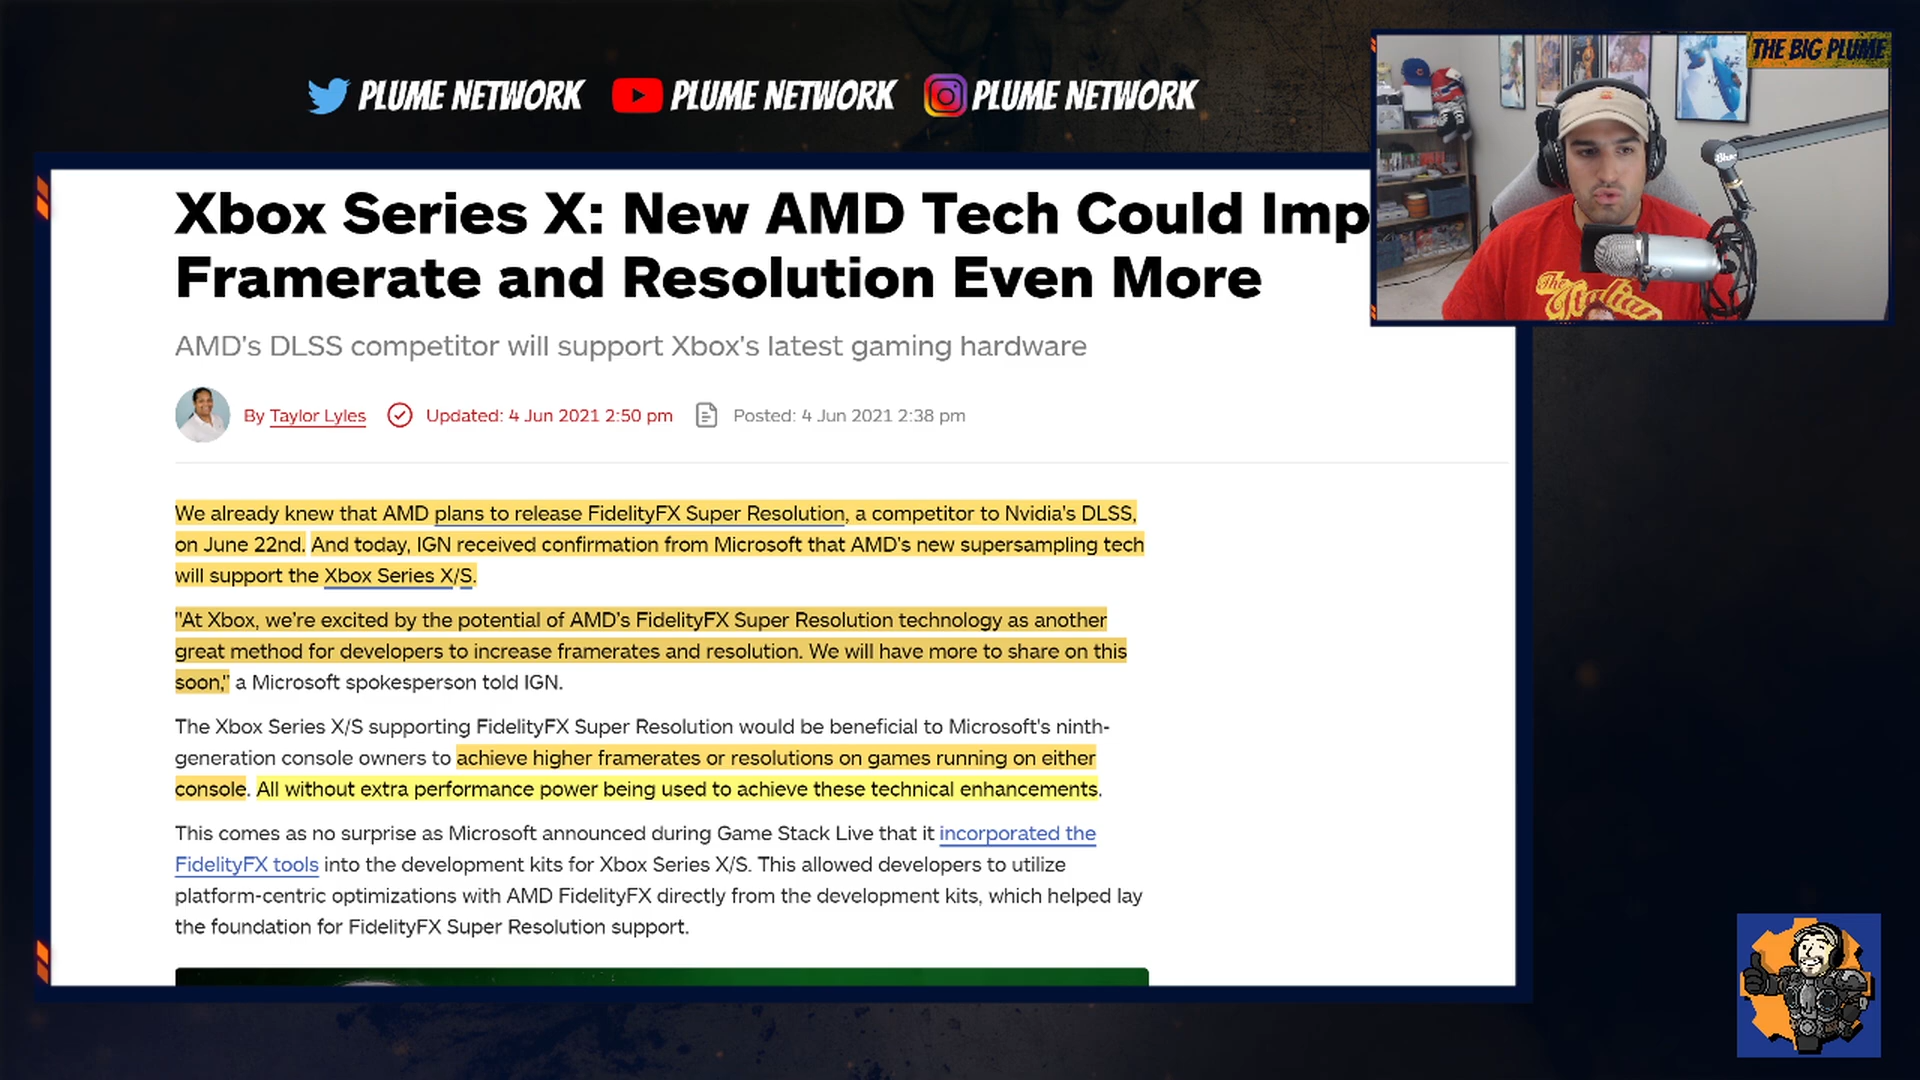 PLUME NETWORK PLUME NETWORK PLUME NETWORK
THE BIG PLUME
Xbox Series X: New AMD Tech Could Imp
Framerate and Resolution Even More
AMD's DLSS competitor will support Xbox's latest gaming hardware
By Taylor Lyles Updated: 4 Jun 2021 2:50 pm Posted: 4 Jun 2021 2:38 pm
We already knew that AMD plans to release FidelityFX Super Resolution, a competitor to Nvidia's DLSS,
on June 22nd. And today, IGN received confirmation from Microsoft that AMD's new supersampling tech
will support the Xbox Series X/S.
"At Xbox, we're excited by the potential of AMD's FidelityFX Super Resolution technology as another
great method for developers to increase framerates and resolution. We will have more to share on this
soon," a Microsoft spokesperson told IGN.
The Xbox Series X/S supporting FidelityFX Super Resolution would be beneficial to Microsoft's ninth-
generation console owners to achieve higher framerates or resolutions on games running on either
console. All without extra performance power being used to achieve these technical enhancements.
This comes as no surprise as Microsoft announced during Game Stack Live that it incorporated the
FidelityFX tools into the development kits for Xbox Series X/S. This allowed developers to utilize
platform-centric optimizations with AMD FidelityFX directly from the development kits, which helped lay
the foundation for FidelityFX Super Resolution support.
Blue
The
Italian